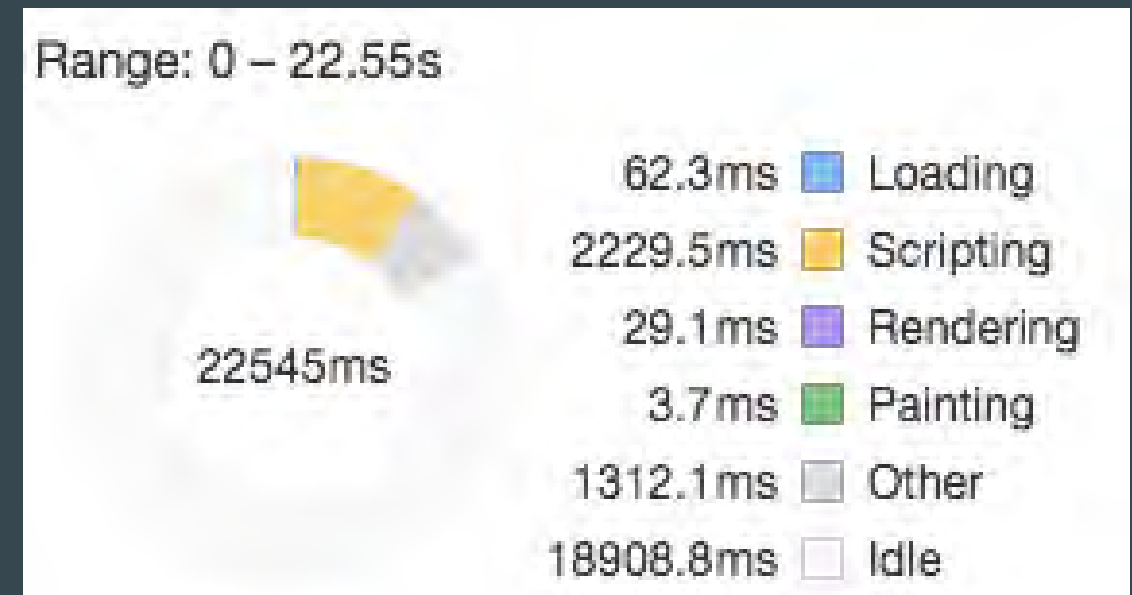 Range: 0 – 22.55s
62.3ms Loading
2229.5ms Scripting
29.1ms Rendering
22545ms
3.7ms Painting
1312.1ms Other
18908.8ms Idle